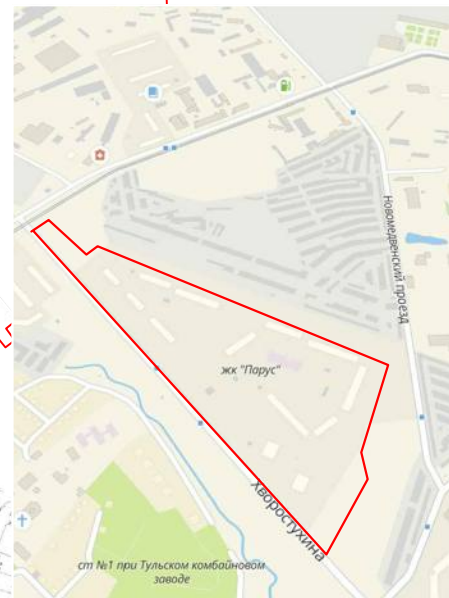 Новомедвенский проезд
жк "Парус"
Хворостухина
ст №1 при Тульском комбайновом
заводе